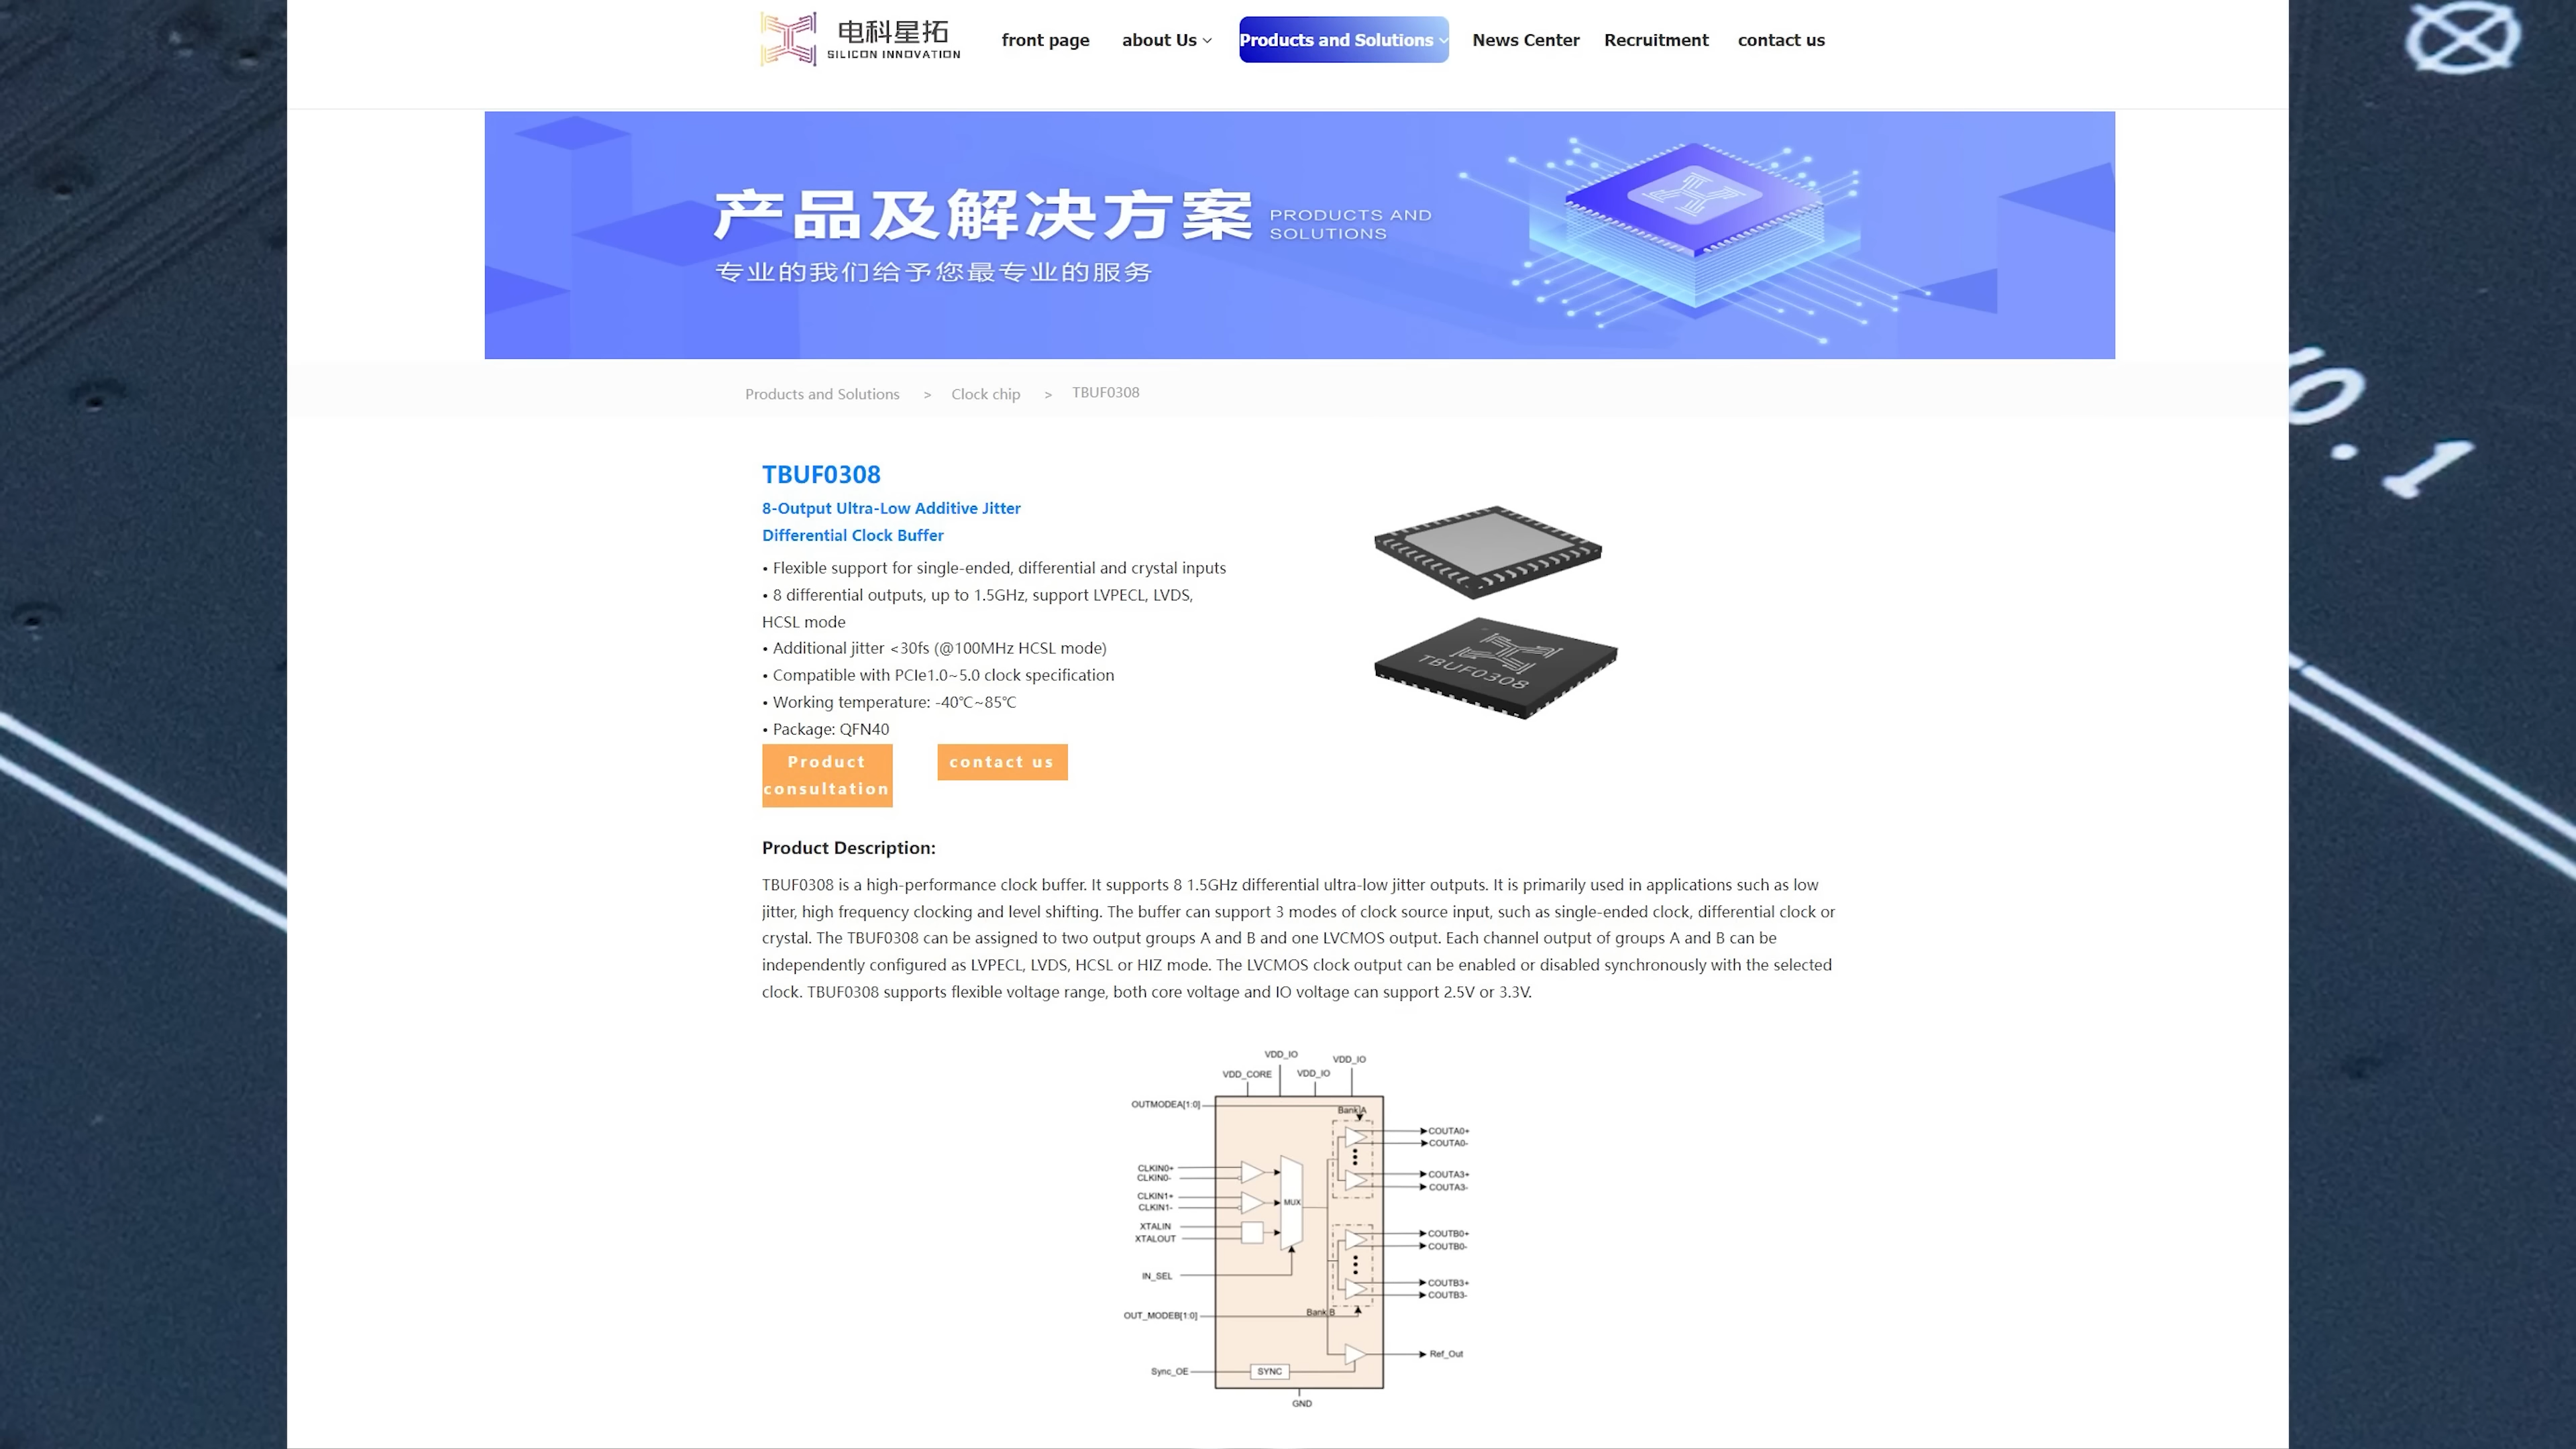 电科星拓
SILICON INNOVATION
front page
about Us
Products and Solutions
News Center
Recruitment
contact us
产品及解决方案
PRODUCTS AND
SOLUTIONS
专业的我们给予您最专业的服务
Products and Solutions > Clock chip > TBUF0308
TBUF0308
8-Output Ultra-Low Additive Jitter
Differential Clock Buffer
• Flexible support for single-ended, differential and crystal inputs
• 8 differential outputs, up to 1.5GHz, support LVPECL, LVDS,
HCSL mode
• Additional jitter <30fs (@100MHz HCSL mode)
• Compatible with PCIe1.0~5.0 clock specification
• Working temperature: -40℃~85℃
• Package: QFN40
TBUF0308
Product
consultation
contact us
Product Description:
TBUF0308 is a high-performance clock buffer. It supports 8 1.5GHz differential ultra-low jitter outputs. It is primarily used in applications such as low
jitter, high frequency clocking and level shifting. The buffer can support 3 modes of clock source input, such as single-ended clock, differential clock or
crystal. The TBUF0308 can be assigned to two output groups A and B and one LVCMOS output. Each channel output of groups A and B can be
independently configured as LVPECL, LVDS, HCSL or HIZ mode. The LVCMOS clock output can be enabled or disabled synchronously with the selected
clock. TBUF0308 supports flexible voltage range, both core voltage and IO voltage can support 2.5V or 3.3V.
VDD_IO
VDD_IO
VDD_CORE
VDD_IO
OUTMODEA[1:0]
Bank A
COUTA0+
COUTA0-
CLKIN0+
CLKIN0-
COUTA3+
COUTA3-
CLKIN1+
CLKIN1-
MUX
XTALIN
XTALOUT
COUTB0+
COUTB0-
IN_SEL
COUTB3+
COUTB3-
OUT_MODEB[1:0]
Bank B
Ref_Out
Sync_OE
SYNC
GND
0.1